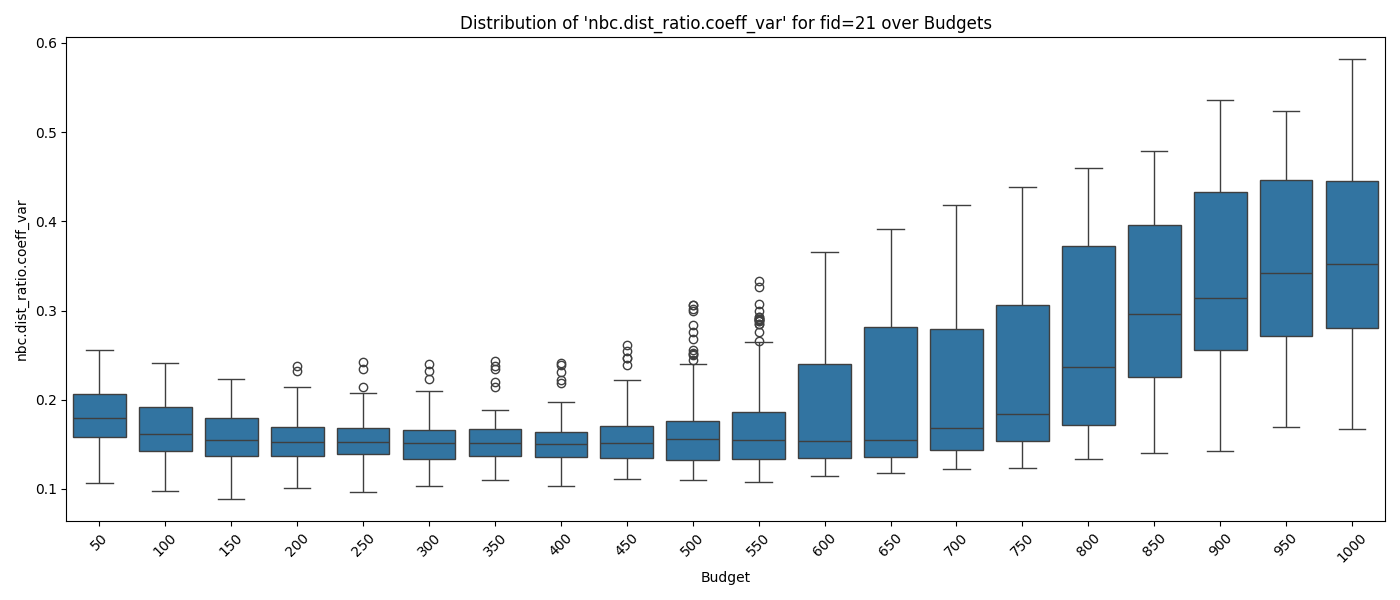 Distribution of 'nbc.dist_ratio.coeff_var' for fid=21 over Budgets
nbc.dist_ratio.coeff_var
0.6
0.5
0.4
0.3
0.2
0.1
50 100 150 200 250 300 350 400 450 500 550 600 650 700 750 800 850 900 950 1000
Budget